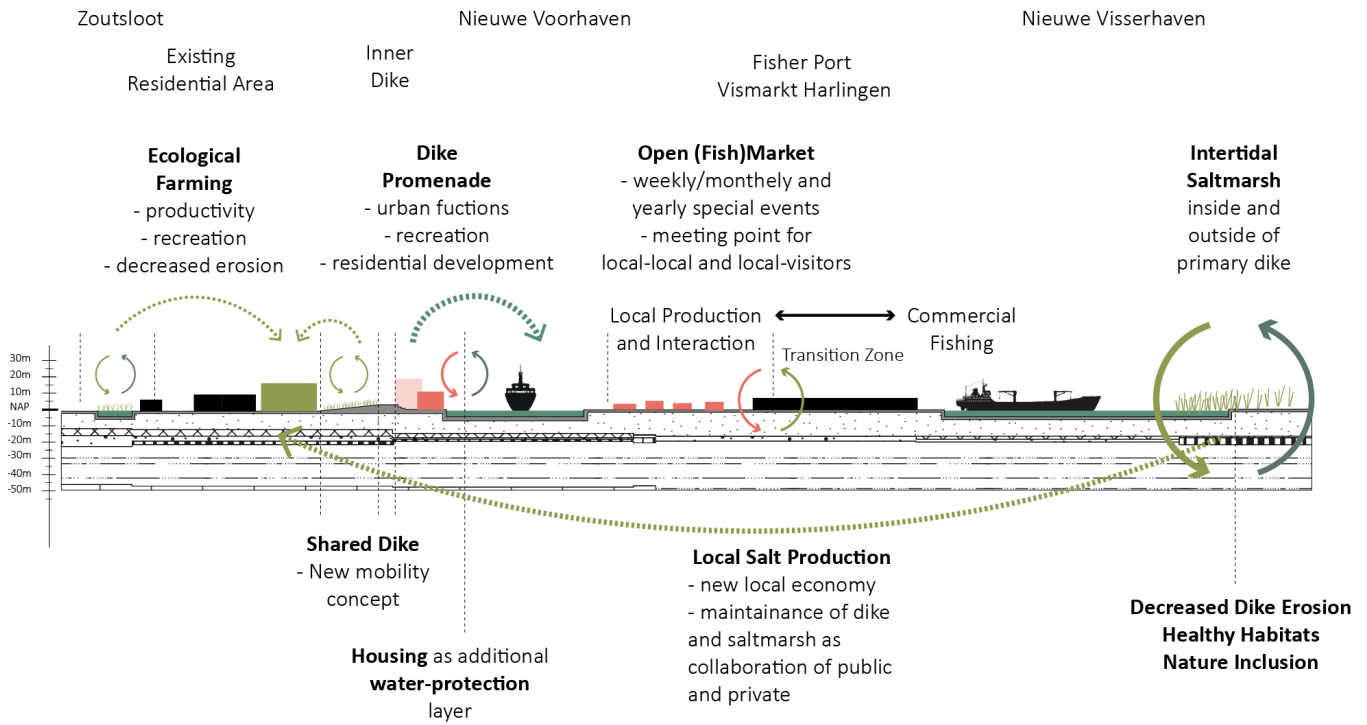 Zoutsloot
Nieuwe Voorhaven
Nieuwe Visserhaven
Existing
Residential Area
Inner
Dike
Fisher Port
Vismarkt Harlingen
Ecological
Farming
- productivity
- recreation
- decreased erosion
Dike
Promenade
- urban fuctions
- recreation
- residential development
Open (Fish)Market
- weekly/monthely and
yearly special events
- meeting point for
local-local and local-visitors
Intertidal
Saltmarsh
inside and
outside of
primary dike
Local Production
and Interaction
Commercial
Fishing
Transition Zone
30m
20m
10m
NAP
-10m
-20m
-30m
-40m
-50m
Shared Dike
- New mobility
concept
Housing as additional
water-protection
layer
Local Salt Production
- new local economy
- maintainance of dike
and saltmarsh as
collaboration of public
and private
Decreased Dike Erosion
Healthy Habitats
Nature Inclusion